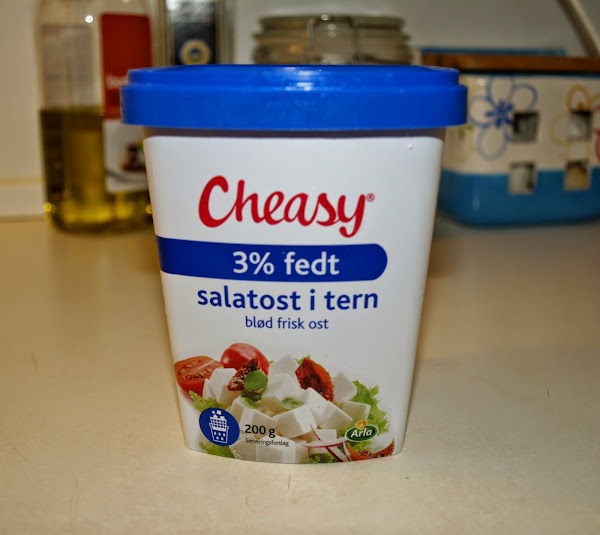 Cheasy®
3% fedt
salatost i tern
blød frisk ost
200 g
Serveringsforslag
Arla